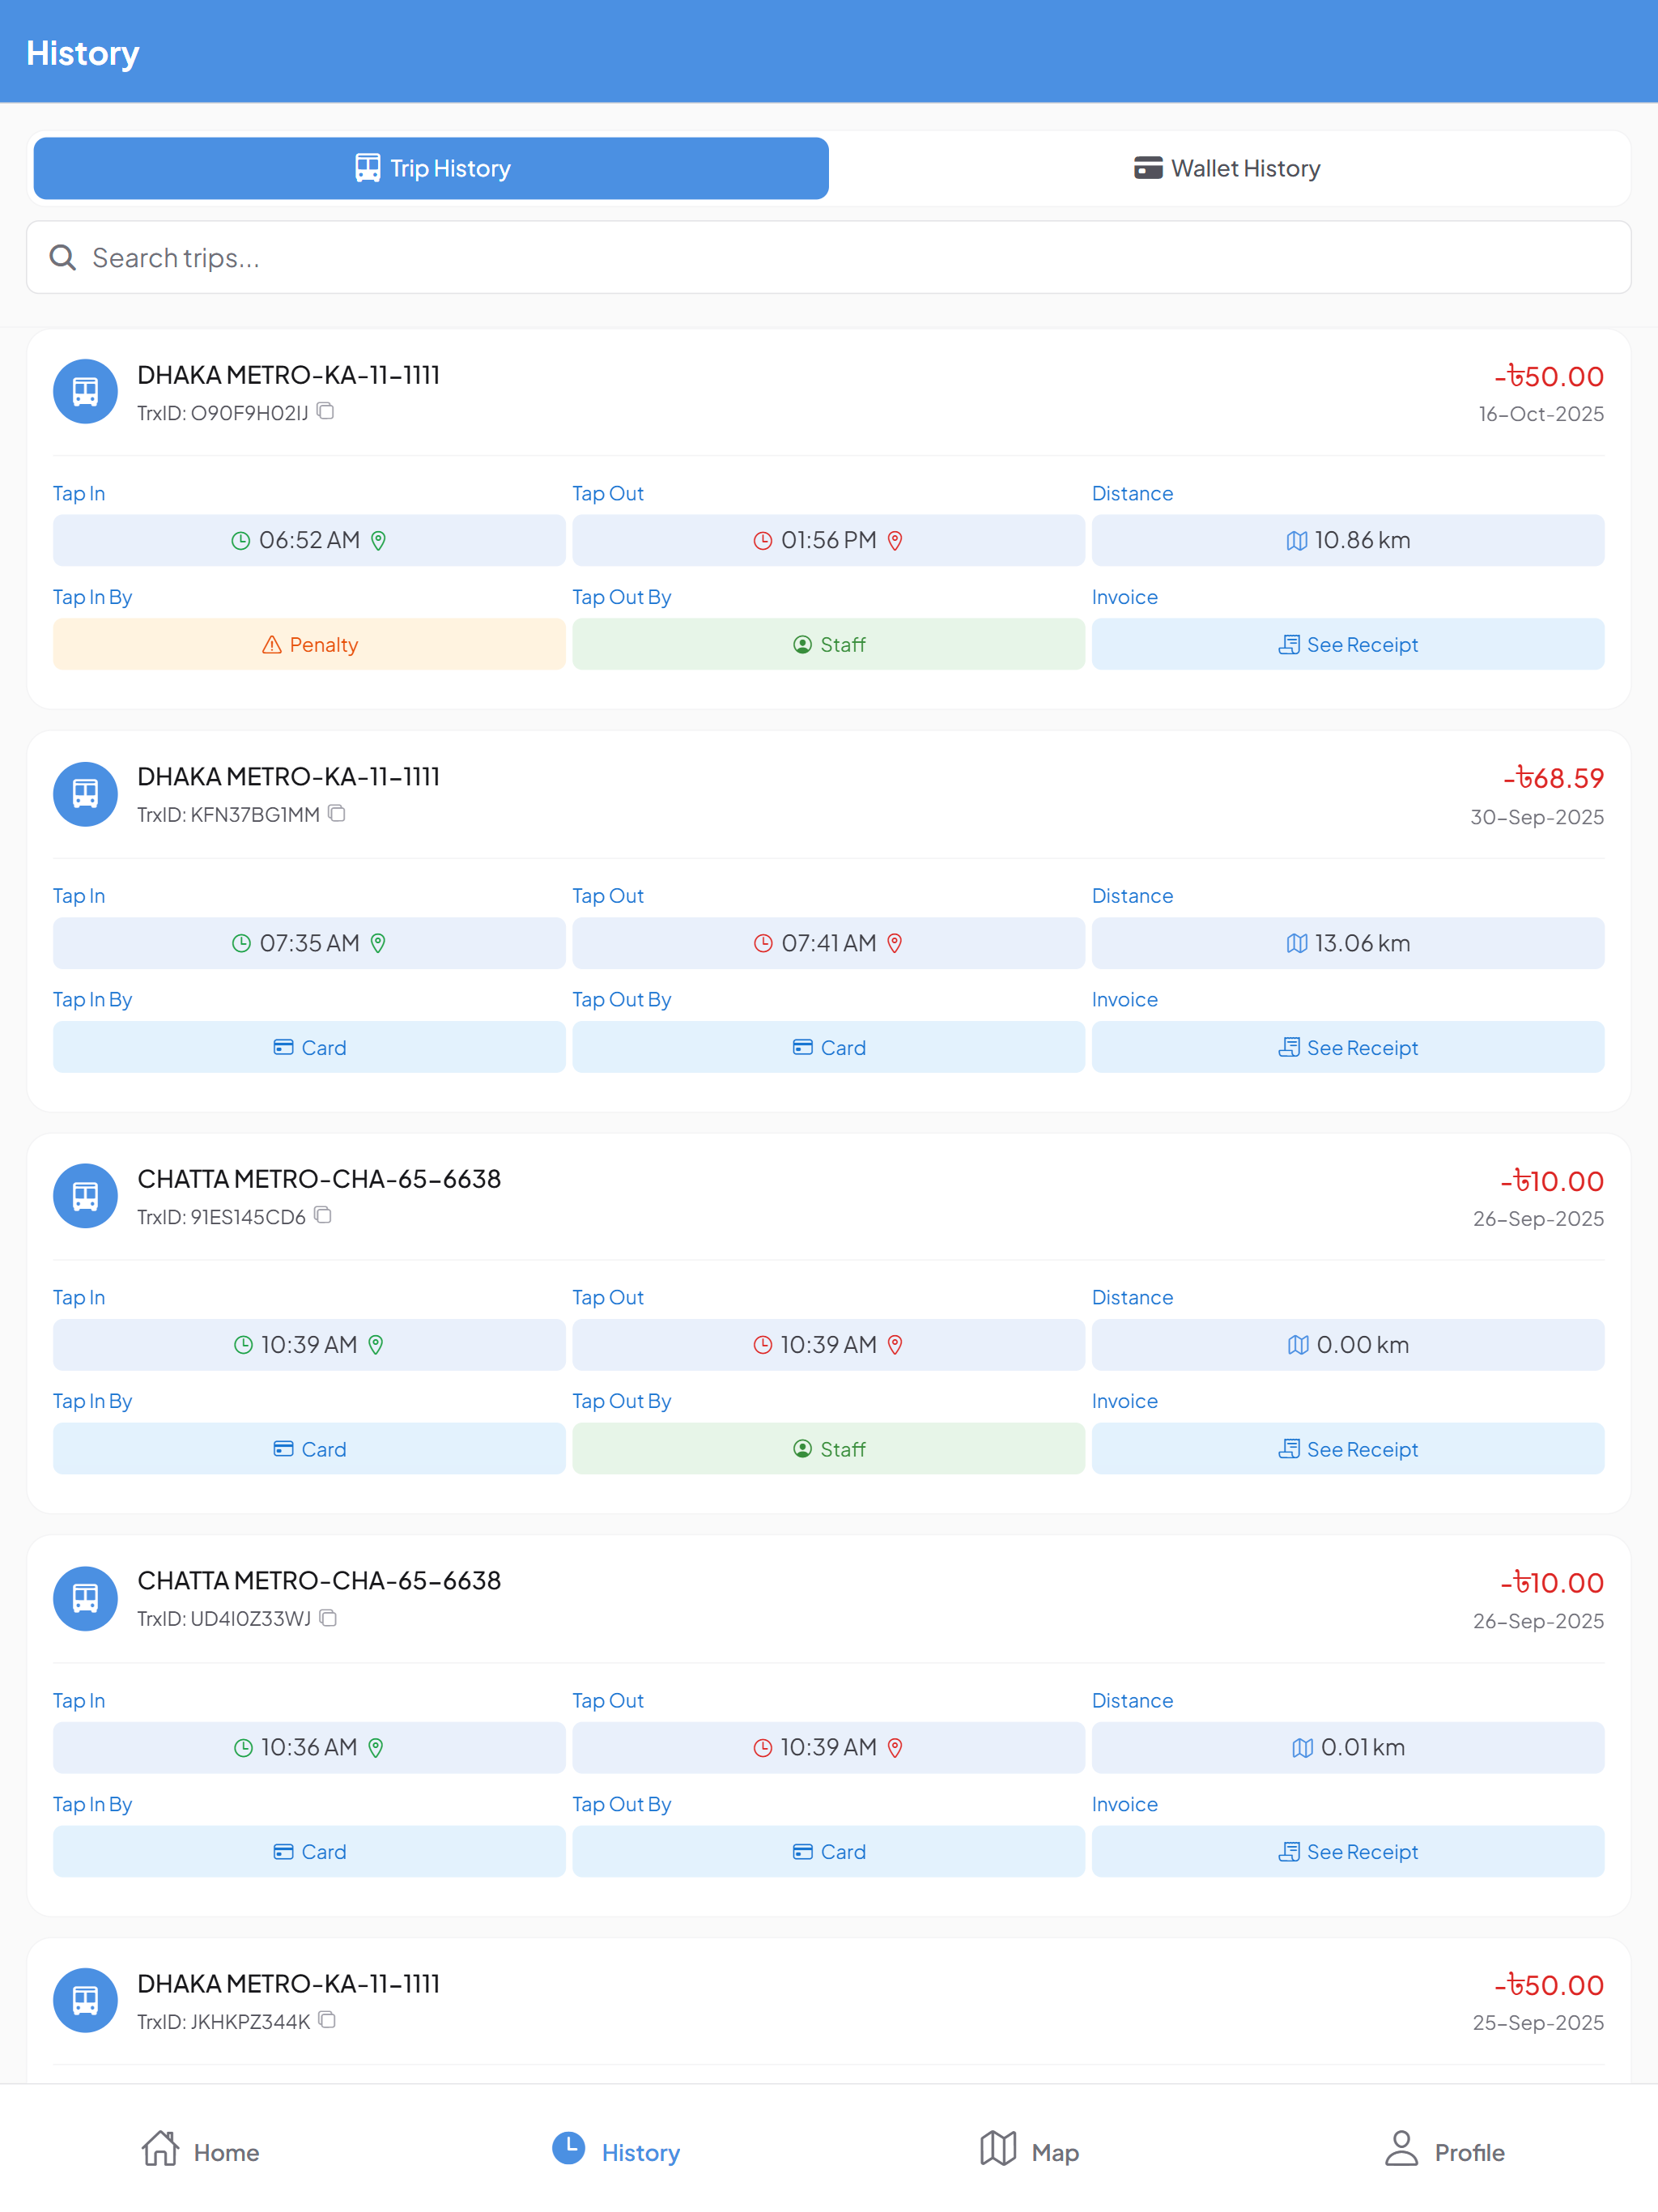 History
Trip History
Wallet History
Search trips...
DHAKA METRO-KA-11-1111
-৳50.00
TrxID: O90F9H02IJ
16-Oct-2025
Tap In
Tap Out
Distance
06:52 AM
01:56 PM
10.86 km
Tap In By
Tap Out By
Invoice
Penalty
Staff
See Receipt
DHAKA METRO-KA-11-1111
-৳68.59
TrxID: KFN37BG1MM
30-Sep-2025
Tap In
Tap Out
Distance
07:35 AM
07:41 AM
13.06 km
Tap In By
Tap Out By
Invoice
Card
Card
See Receipt
CHATTA METRO-CHA-65-6638
-৳10.00
TrxID: 91ES145CD6
26-Sep-2025
Tap In
Tap Out
Distance
10:39 AM
10:39 AM
0.00 km
Tap In By
Tap Out By
Invoice
Card
Staff
See Receipt
CHATTA METRO-CHA-65-6638
-৳10.00
TrxID: UD4I0Z33WJ
26-Sep-2025
Tap In
Tap Out
Distance
10:36 AM
10:39 AM
0.01 km
Tap In By
Tap Out By
Invoice
Card
Card
See Receipt
DHAKA METRO-KA-11-1111
-৳50.00
TrxID: JKHKPZ344K
25-Sep-2025
Home
History
Map
Profile